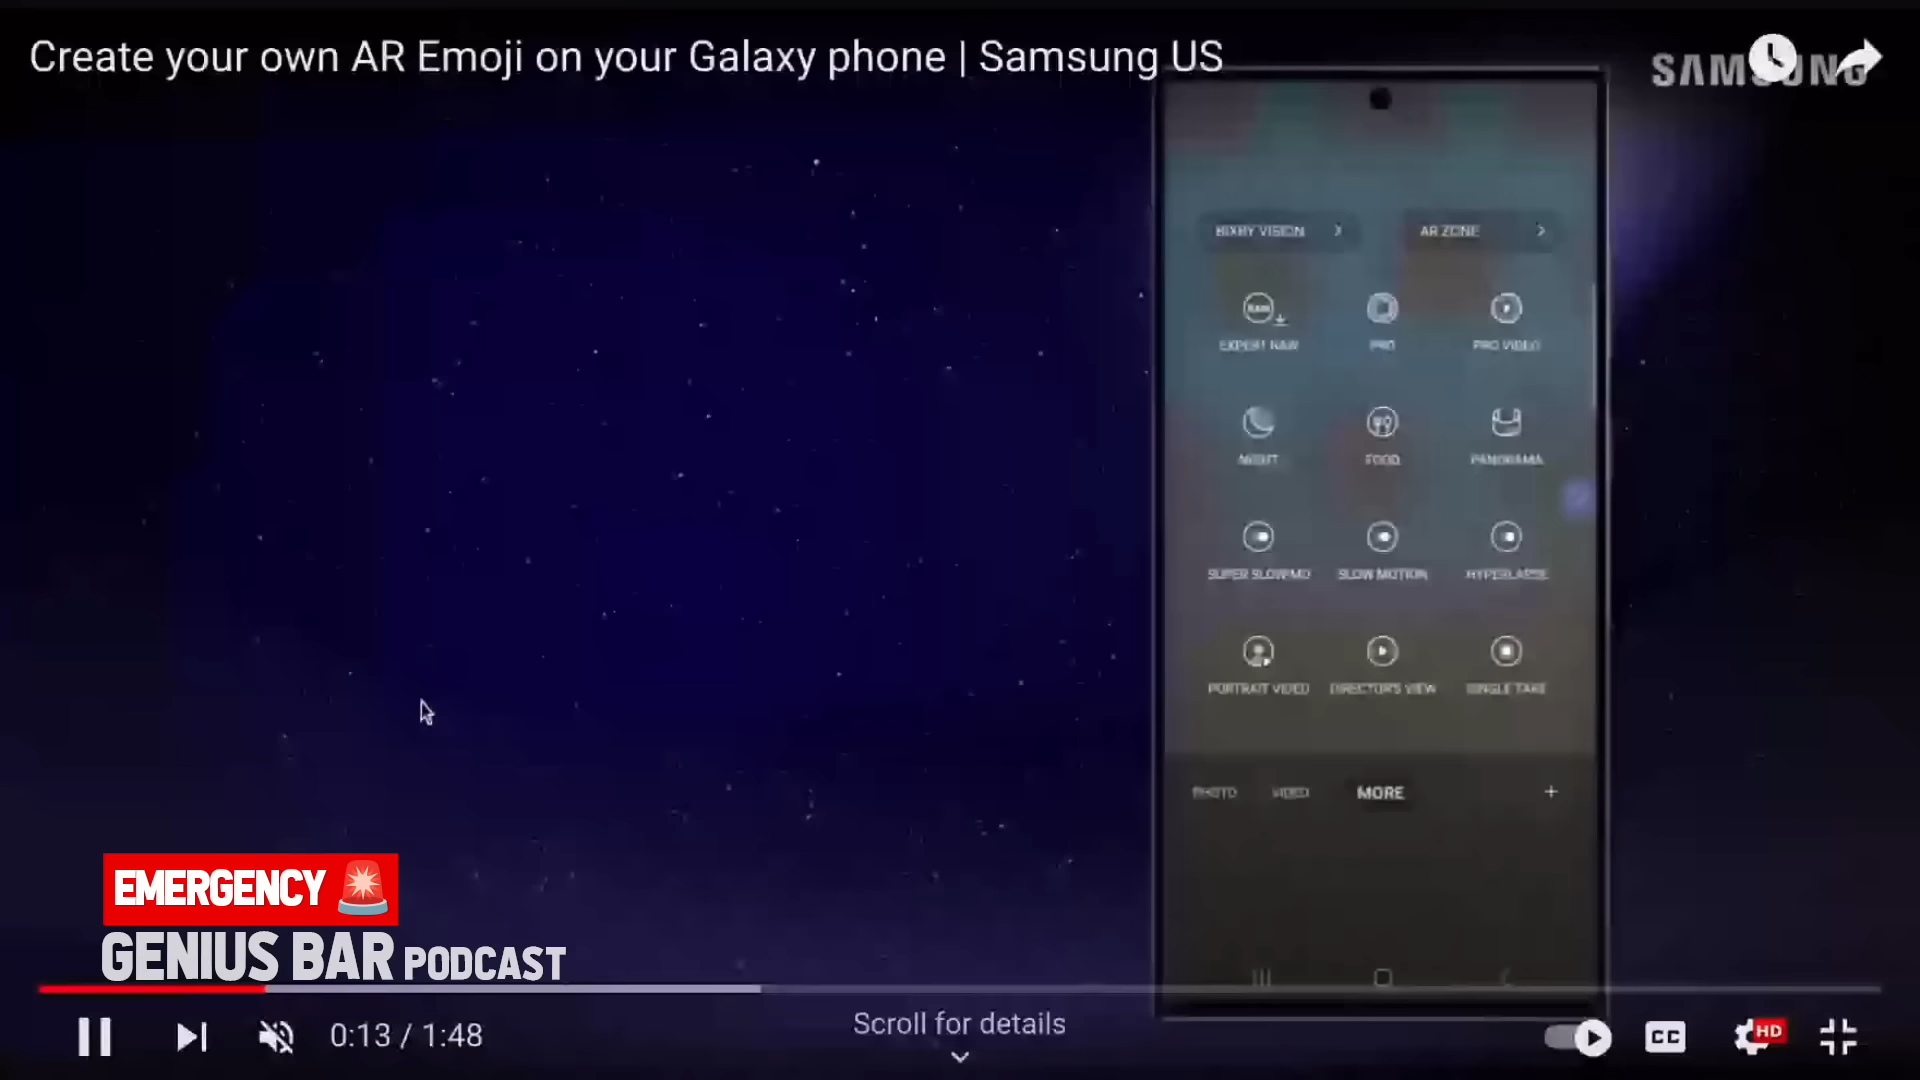 Create your own AR Emoji on your Galaxy phone | Samsung US
SAMSUNG
BIXBY VISION
AR ZONE
EXPERT RAW
PRO
PRO VIDEO
NIGHT
FOOD
PANORAMA
SUPER SLOW-MO
SLOW MOTION
HYPERLAPSE
PORTRAIT VIDEO
DIRECTOR'S VIEW
SINGLE TAKE
PHOTO
VIDEO
MORE
EMERGENCY
GENIUS BAR PODCAST
0:13 / 1:48
Scroll for details
CC
HD